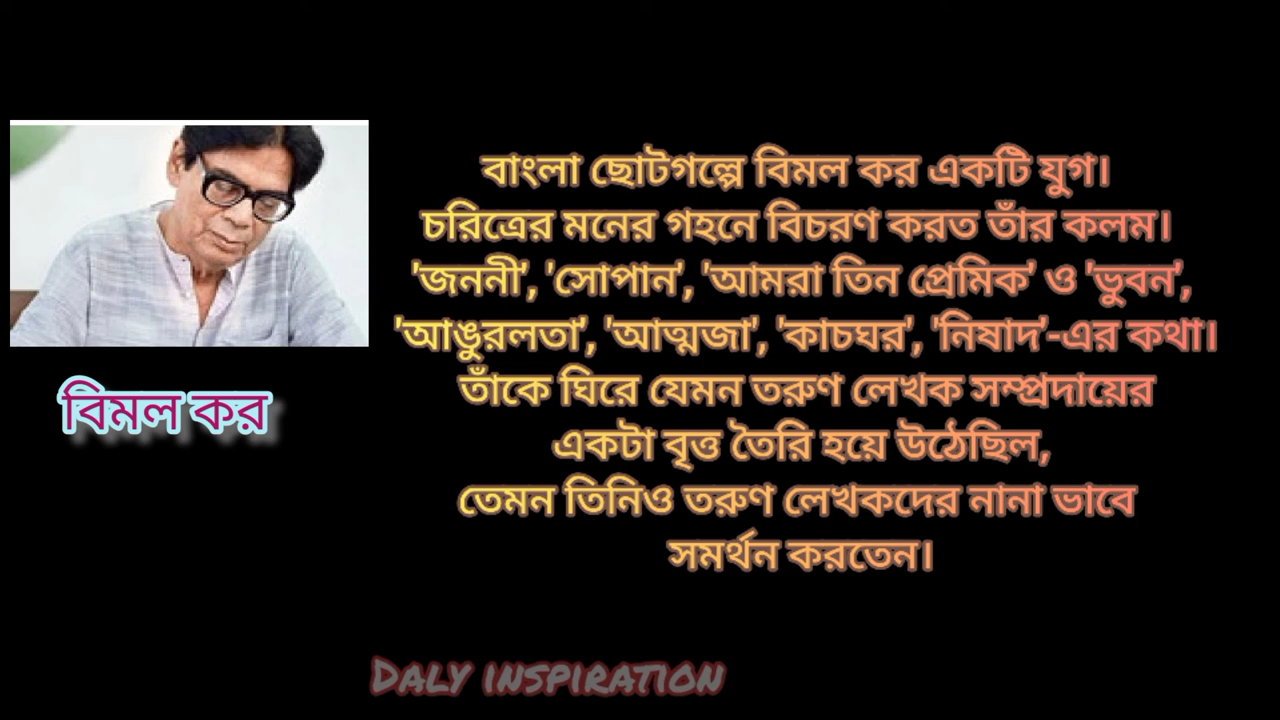 বাংলা ছোটগল্পে বিমল কর একটি যুগ।
চরিত্রের মনের গহনে বিচরণ করত তাঁর কলম।
'জননী', 'সোপান', 'আমরা তিন প্রেমিক' ও 'ভুবন',
'আঙুরলতা', 'আত্মজা', 'কাচঘর', 'নিষাদ'-এর কথা।
তাঁকে ঘিরে যেমন তরুণ লেখক সম্প্রদায়ের
একটা বৃত্ত তৈরি হয়ে উঠেছিল,
তেমন তিনিও তরুণ লেখকদের নানা ভাবে
সমর্থন করতেন।
বিমল কর
DALY INSPIRATION